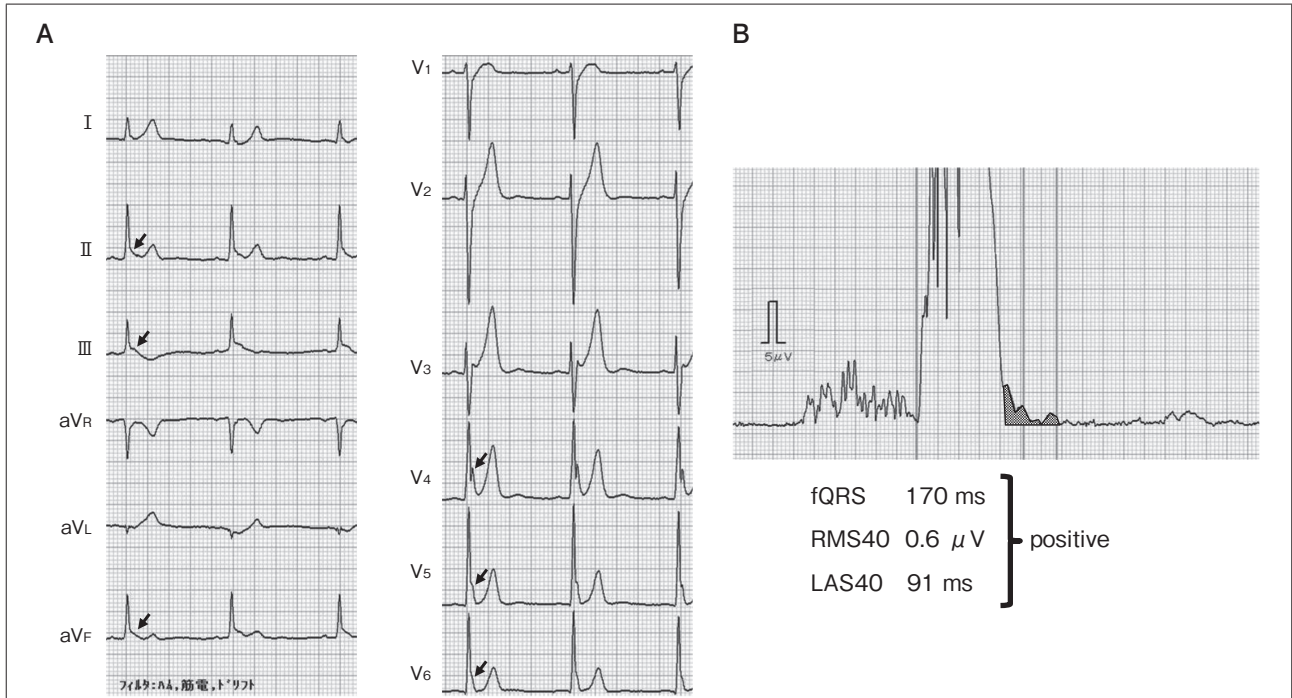 A
I
II
III
aVR
aVL
aVF
フィルタ:ハム,筋電,ドリフト
V1
V2
V3
V4
V5
V6
B
5μV
fQRS 170 ms
RMS40 0.6 μV
LAS40 91 ms
positive